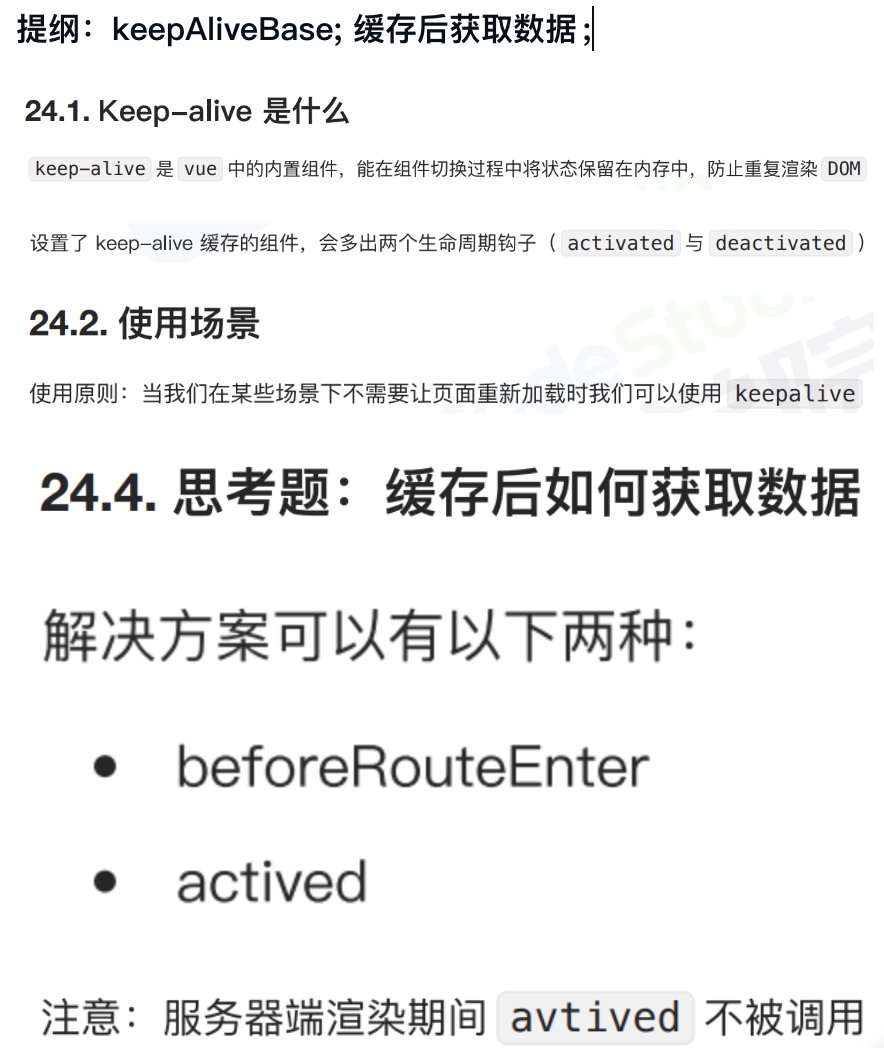 提纲：keepAliveBase; 缓存后获取数据;
24.1. Keep-alive 是什么
keep-alive 是 vue 中的内置组件，能在组件切换过程中将状态保留在内存中，防止重复渲染 DOM
设置了 keep-alive 缓存的组件，会多出两个生命周期钩子（ activated 与 deactivated ）
24.2. 使用场景
使用原则：当我们在某些场景下不需要让页面重新加载时我们可以使用 keepalive
24.4. 思考题：缓存后如何获取数据
解决方案可以有以下两种：
• beforeRouteEnter
• actived
注意：服务器端渲染期间 avtived 不被调用